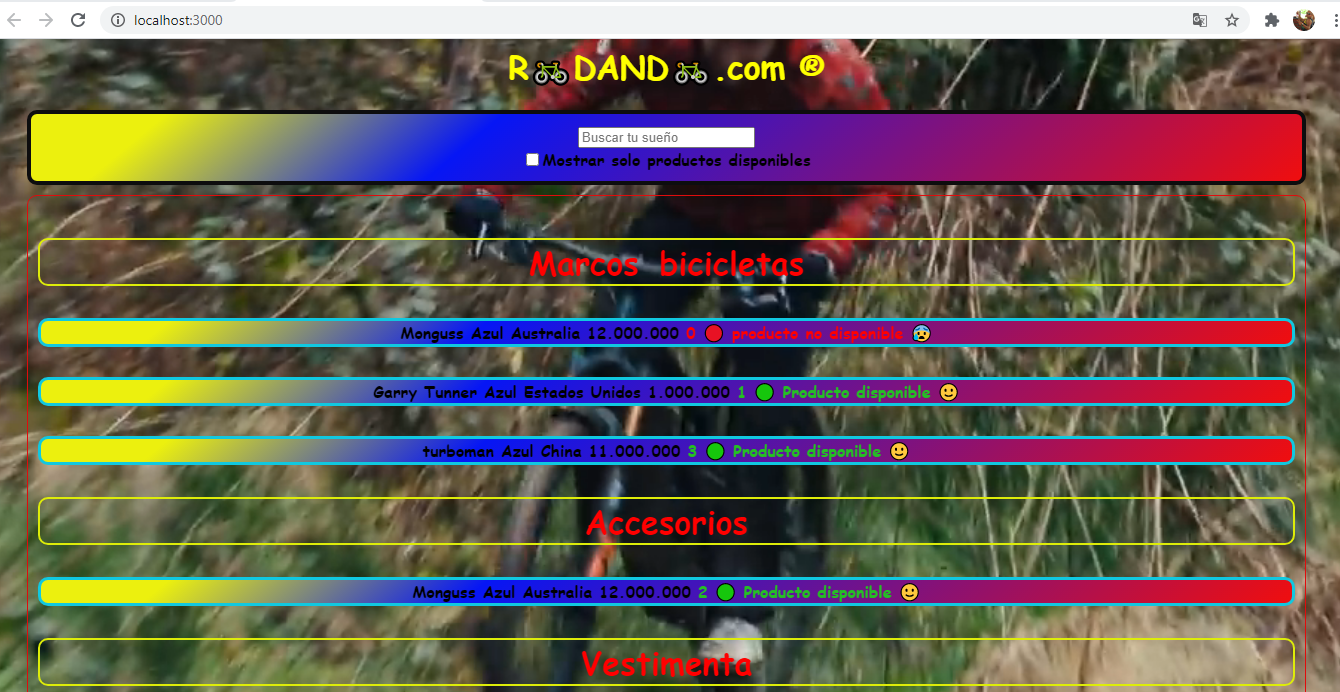 localhost:3000
R🚲DAND🚲.com ®
Buscar tu sueño
Mostrar solo productos disponibles
Marcos bicicletas
Monguss Azul Australia 12.000.000 0 🔴 producto no disponible 😰
Garry Tunner Azul Estados Unidos 1.000.000 1 🟢 Producto disponible 🙂
turboman Azul China 11.000.000 3 🟢 Producto disponible 🙂
Accesorios
Monguss Azul Australia 12.000.000 2 🟢 Producto disponible 🙂
Vestimenta